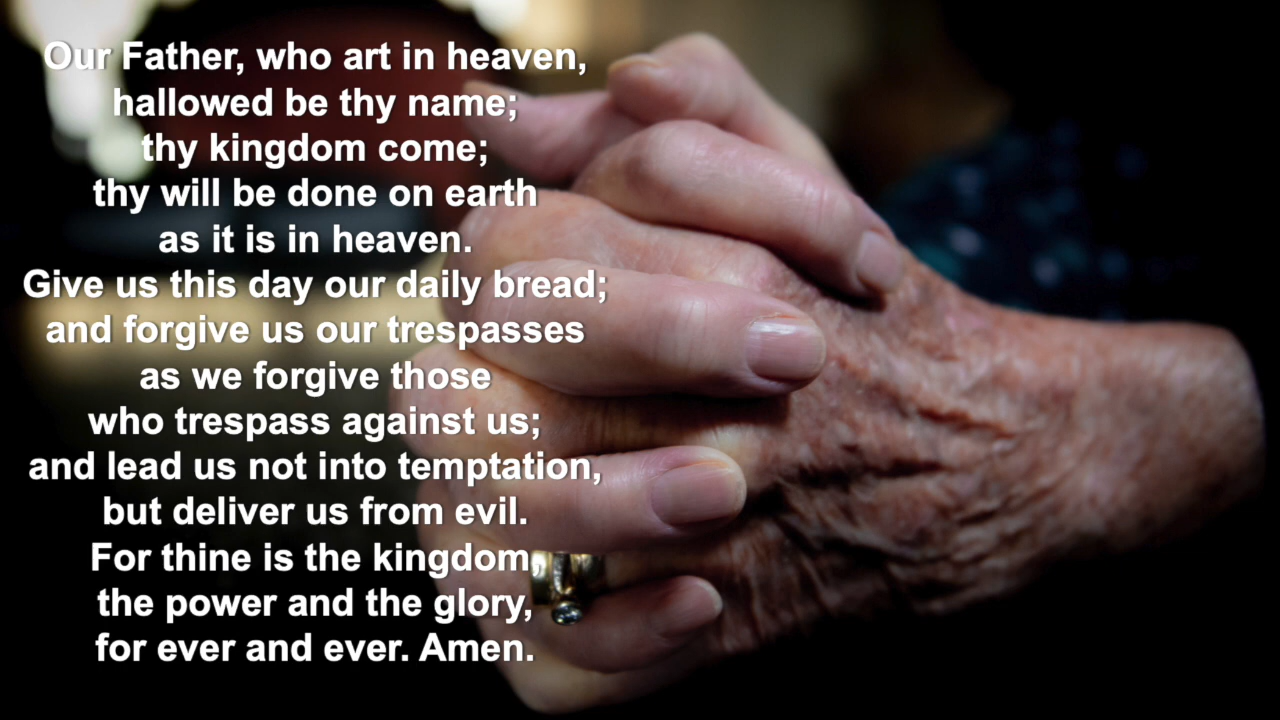 Our Father, who art in heaven,
hallowed be thy name;
thy kingdom come;
thy will be done on earth
as it is in heaven.
Give us this day our daily bread;
and forgive us our trespasses
as we forgive those
who trespass against us;
and lead us not into temptation,
but deliver us from evil.
For thine is the kingdom,
the power and the glory,
for ever and ever. Amen.